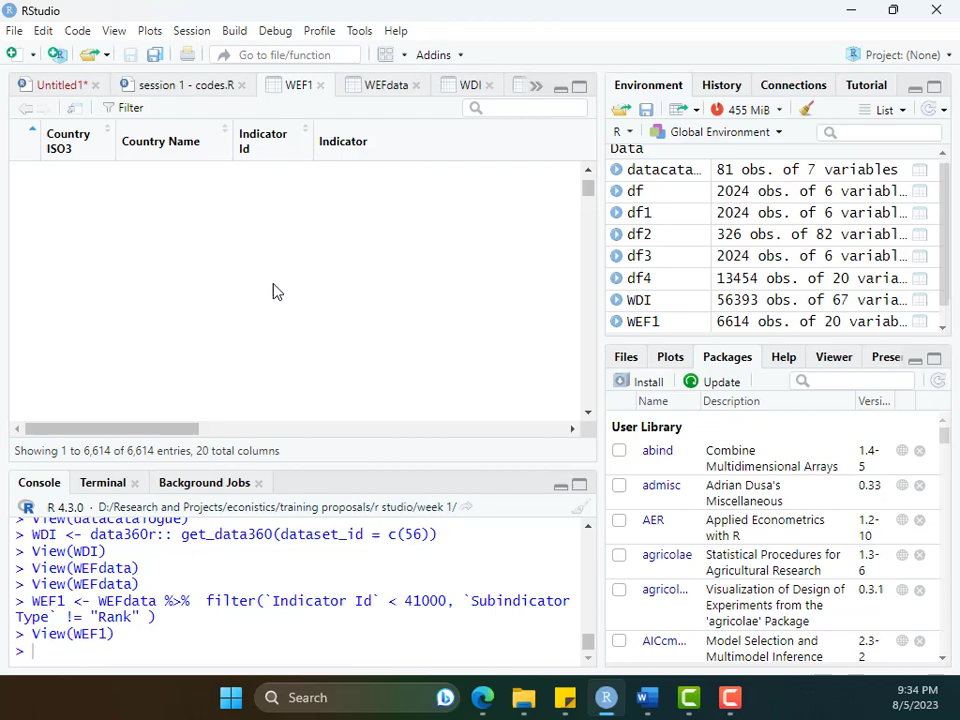 RStudio
File Edit Code View Plots Session Build Debug Profile Tools Help
Go to file/function Addins Project: (None)
Untitled1* session 1 - codes.R WEF1 WEFdata WDI
Filter
Country ISO3 Country Name Indicator Id Indicator
Showing 1 to 6,614 of 6,614 entries, 20 total columns
Console Terminal Background Jobs
R 4.3.0 · D:/Research and Projects/econistics/training proposals/r studio/week 1/
> View(datacatalogue)
> WDI <- data360r:: get_data360(dataset_id = c(56))
> View(WDI)
> View(WEFdata)
> View(WEFdata)
> WEF1 <- WEFdata %>%  filter(`Indicator Id` < 41000, `Subindicator
Type` != "Rank" )
> View(WEF1)
>
Environment History Connections Tutorial
455 MiB List
R Global Environment
Data
datacata... 81 obs. of 7 variables
df 2024 obs. of 6 variabl...
df1 2024 obs. of 6 variabl...
df2 326 obs. of 82 variabl...
df3 2024 obs. of 6 variabl...
df4 13454 obs. of 20 varia...
WDI 56393 obs. of 67 varia...
WEF1 6614 obs. of 20 variab...
Files Plots Packages Help Viewer Prese
Install Update
Name Description Versi...
User Library
abind Combine Multidimensional Arrays 1.4-5
admisc Adrian Dusa's Miscellaneous 0.33
AER Applied Econometrics with R 1.2-10
agricolae Statistical Procedures for Agricultural Research 1.3-6
agricol... Visualization of Design of Experiments from the 'agricolae' Package 0.3.1
AICcm... Model Selection and Multimodel Inference 2.3-2
Search
9:34 PM
8/5/2023